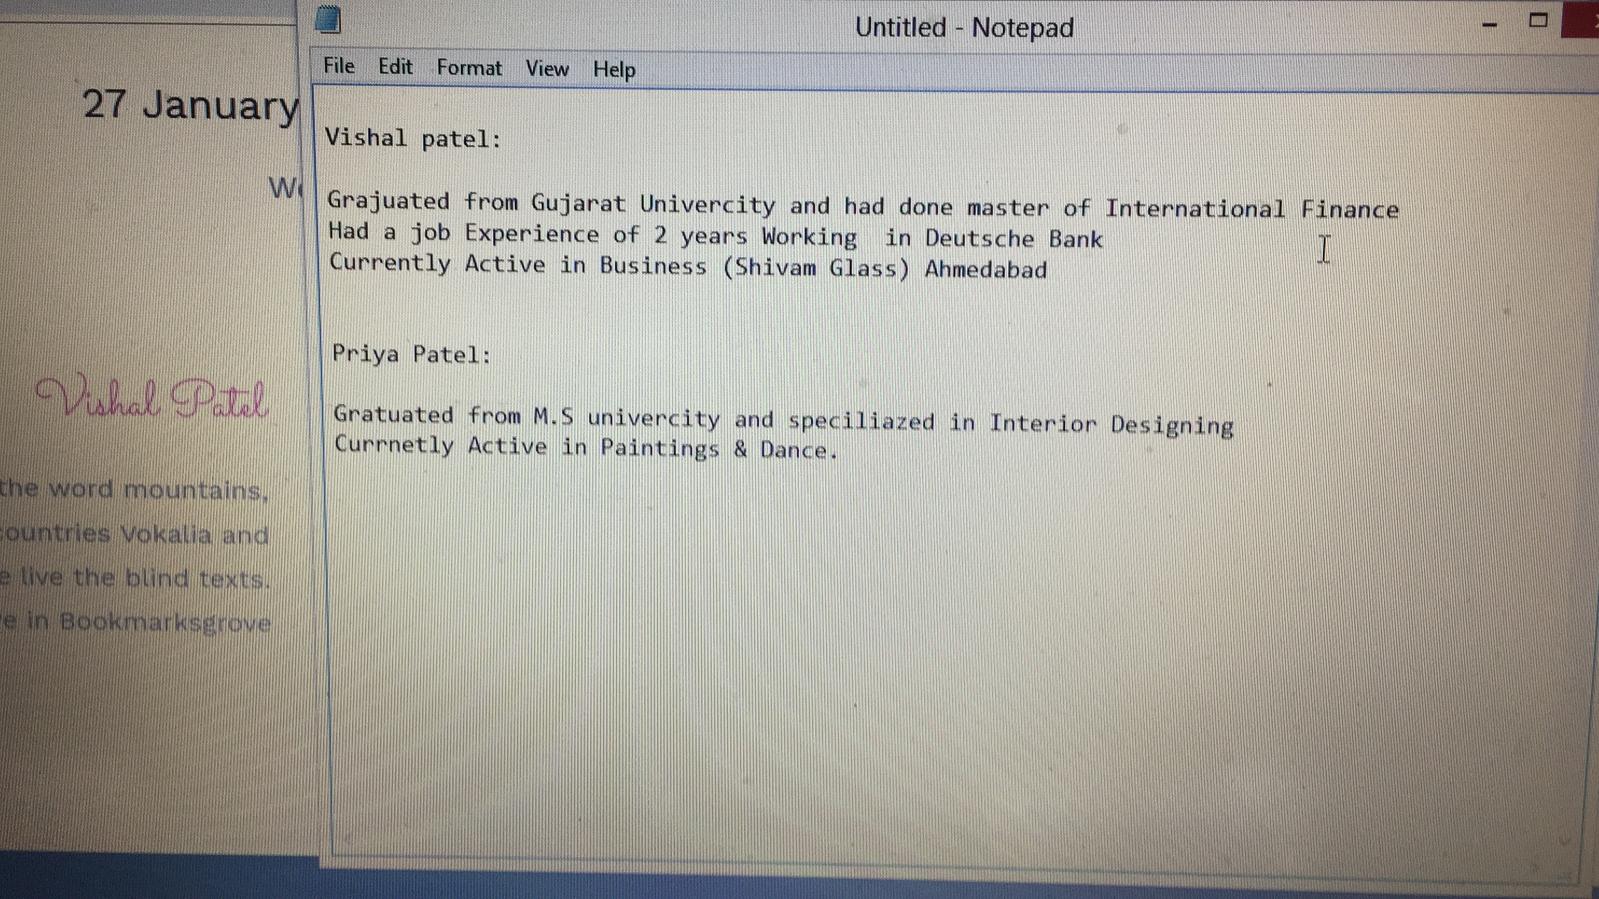 Untitled - Notepad
File Edit Format View Help
27 January
Vishal patel:
Grajuated from Gujarat Univercity and had done master of International Finance
Had a job Experience of 2 years Working  in Deutsche Bank
Currently Active in Business (Shivam Glass) Ahmedabad
Priya Patel:
Gratuated from M.S univercity and speciliazed in Interior Designing
Currnetly Active in Paintings & Dance.
Vishal Patel
the word mountains,
countries Vokalia and
live the blind texts.
in Bookmarksgrove